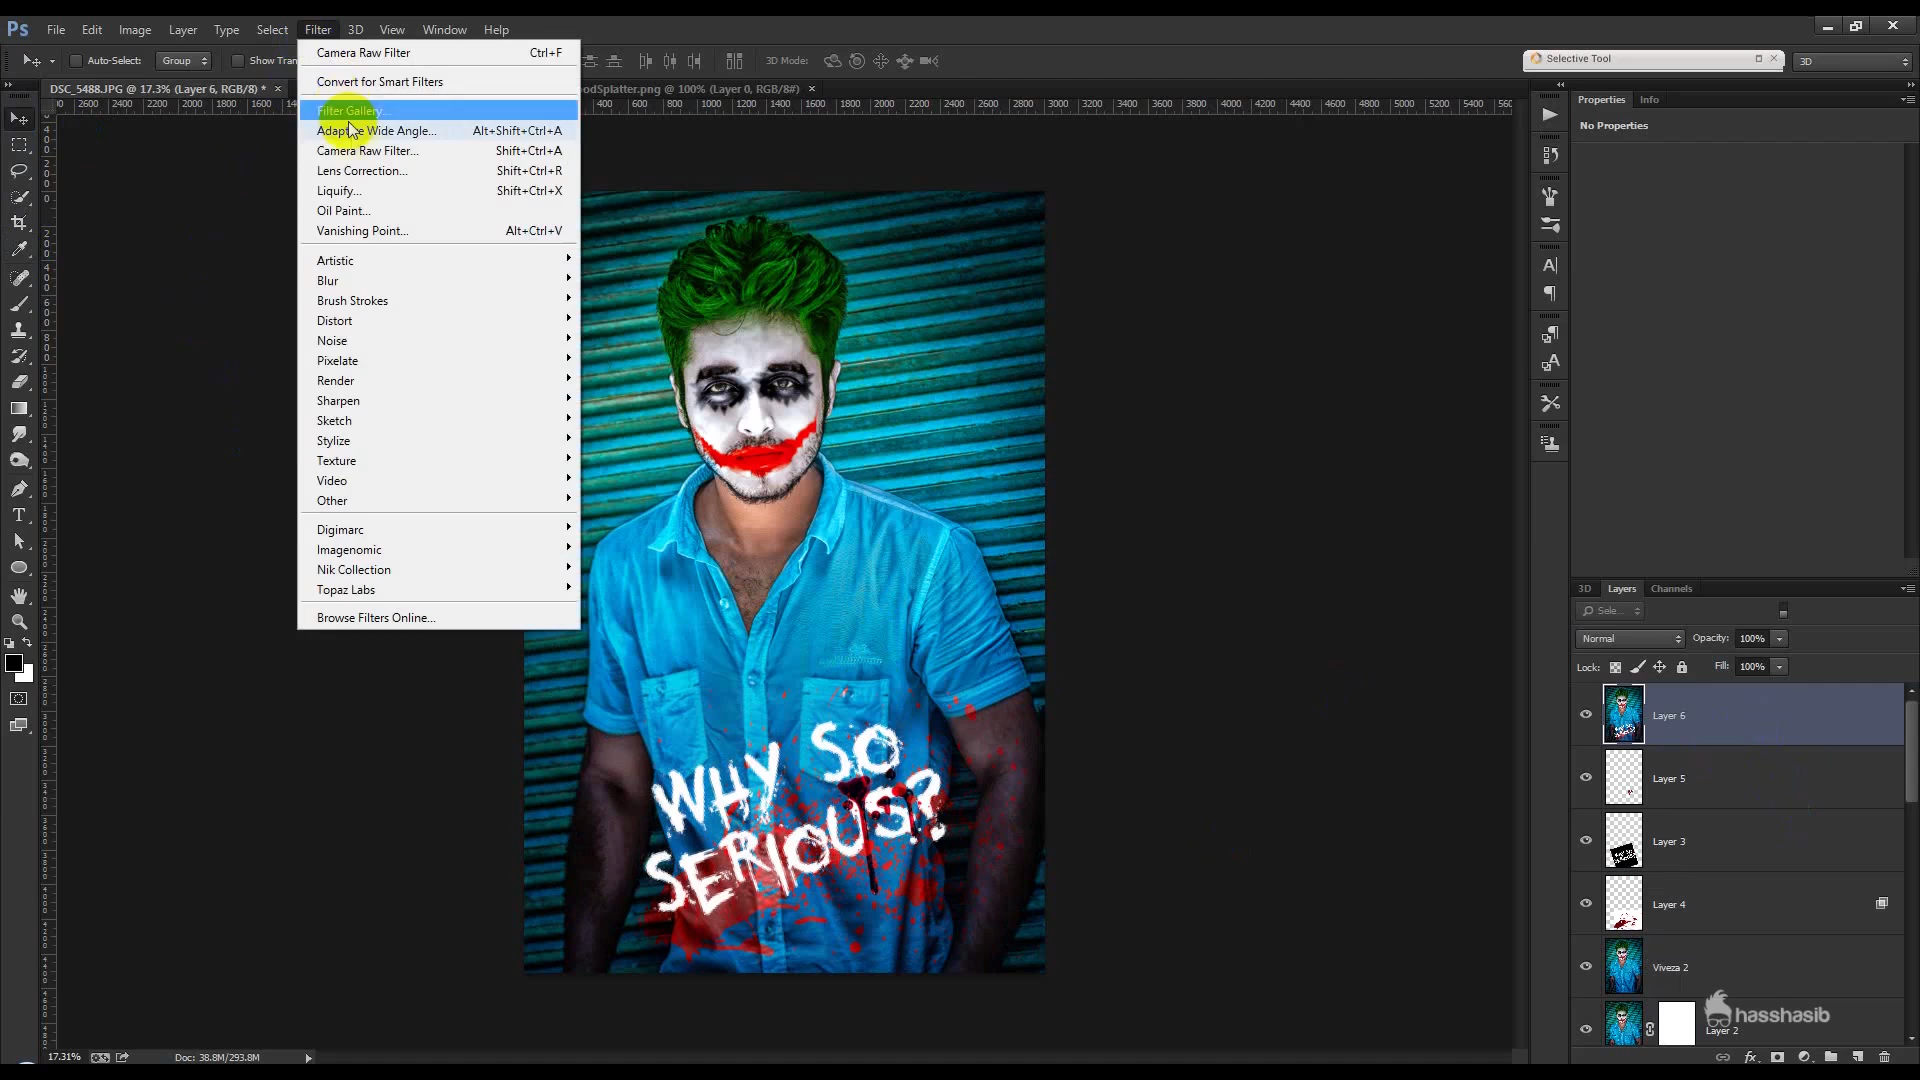 Ps File Edit Image Layer Type Select Filter 3D View Window Help
Auto-Select: Group Show Tran 3D Mode: Selective Tool 3D
DSC_5488.JPG @ 17.3% (Layer 6, RGB/8) * × oodSplatter.png @ 100% (Layer 0, RGB/8#) ×
Camera Raw Filter Ctrl+F
Convert for Smart Filters
Filter Gallery...
Adaptive Wide Angle... Alt+Shift+Ctrl+A
Camera Raw Filter... Shift+Ctrl+A
Lens Correction... Shift+Ctrl+R
Liquify... Shift+Ctrl+X
Oil Paint...
Vanishing Point... Alt+Ctrl+V
Artistic
Blur
Brush Strokes
Distort
Noise
Pixelate
Render
Sharpen
Sketch
Stylize
Texture
Video
Other
Digimarc
Imagenomic
Nik Collection
Topaz Labs
Browse Filters Online...
WHY SO
SERIOUS?
Properties Info
No Properties
3D Layers Channels
Sele...
Normal Opacity: 100%
Lock: Fill: 100%
Layer 6
Layer 5
Layer 3
Layer 4
Viveza 2
Layer 2
hasshasib
17.31% Doc: 38.8M/293.8M